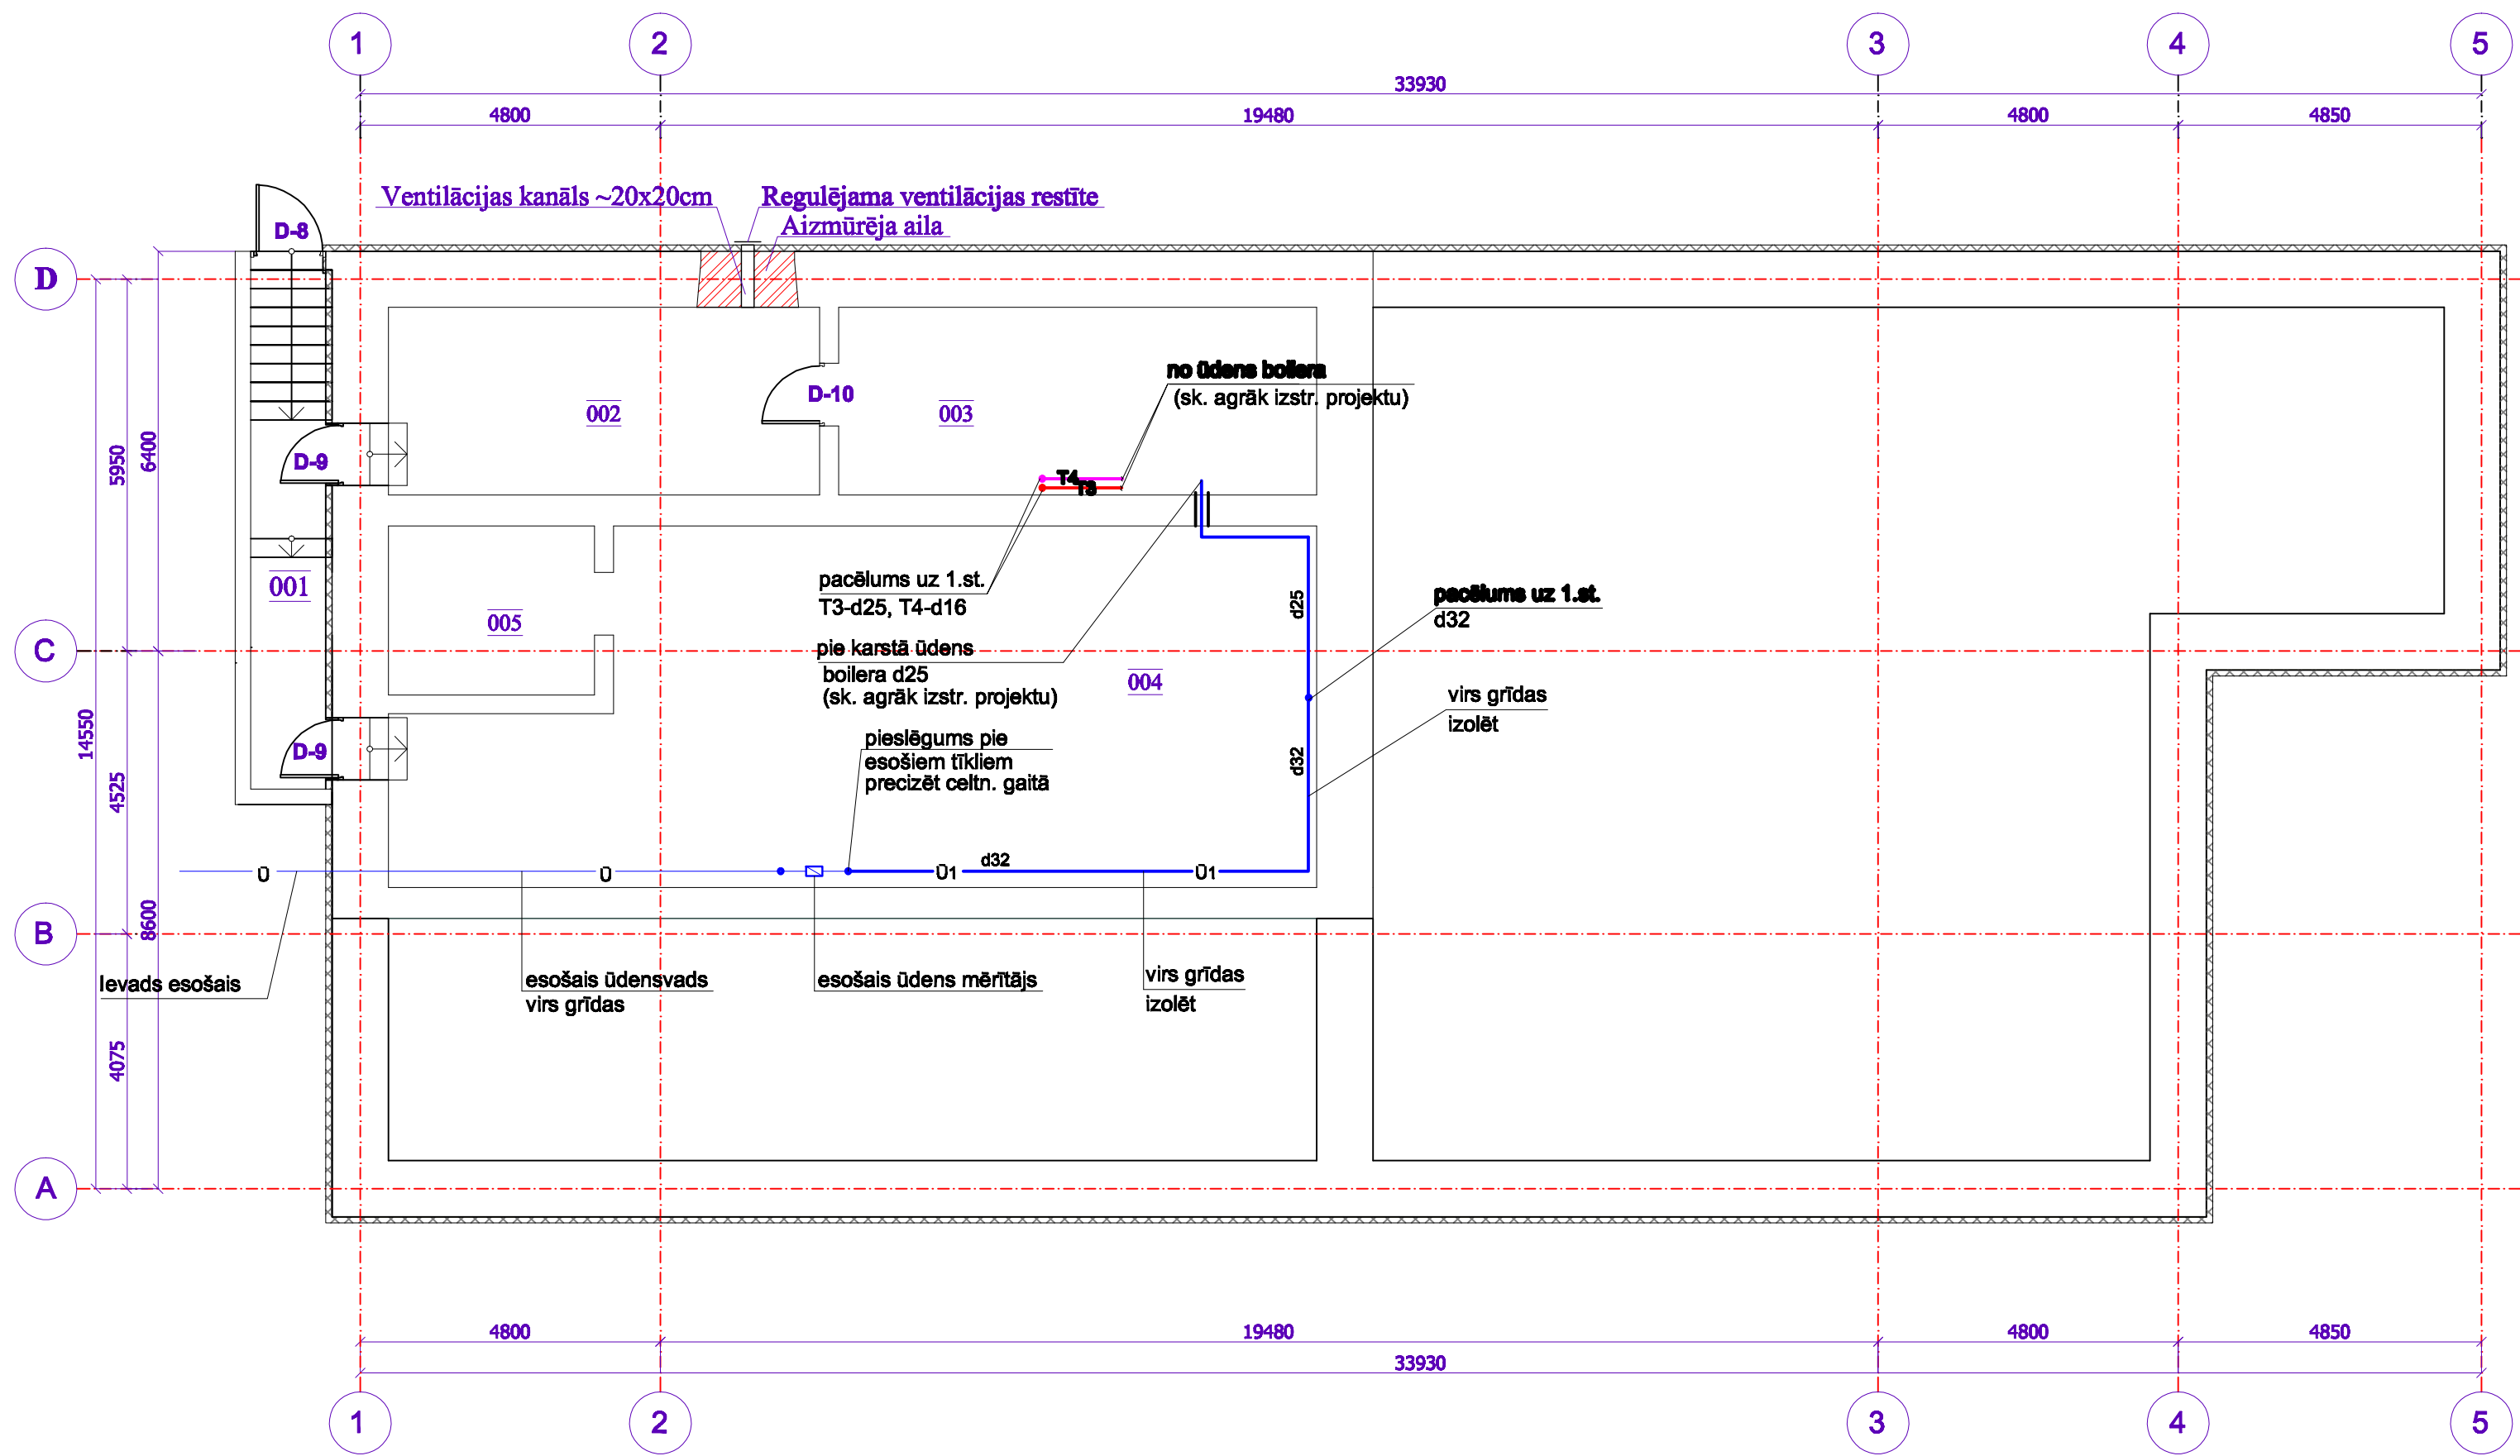 1
2
3
4
5
33930
4800
19480
4800
4850
Ventilācijas kanāls ~20x20cm
Regulējama ventilācijas restīte
Aizmūrēja aila
D-8
D
no ūdens boilera
(sk. agrāk izstr. projektu)
D-10
002
003
5950
6400
D-9
T4
T3
pacēlums uz 1.st.
T3-d25, T4-d16
001
005
d25
pacēlums uz 1.st.
d32
C
pie karstā ūdens
boilera d25
(sk. agrāk izstr. projektu)
004
virs grīdas
izolēt
14550
4525
D-9
pieslēgums pie
esošiem tīkliem
precizēt celtn. gaitā
d32
d32
Ū
Ū
Ū1
Ū1
8600
B
Ievads esošais
esošais ūdensvads
virs grīdas
esošais ūdens mērītājs
virs grīdas
izolēt
4075
A
4800
19480
4800
4850
33930
1
2
3
4
5